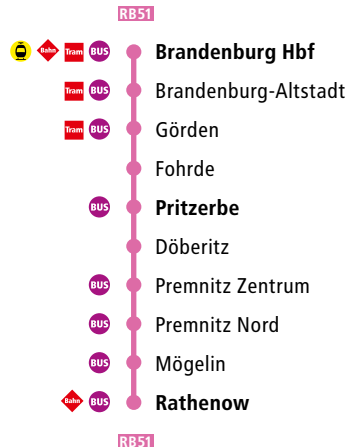 RB51
Bahn Tram BUS Brandenburg Hbf
Tram BUS Brandenburg-Altstadt
Tram BUS Görden
Fohrde
BUS Pritzerbe
Döberitz
BUS Premnitz Zentrum
BUS Premnitz Nord
BUS Mögelin
Bahn BUS Rathenow
RB51